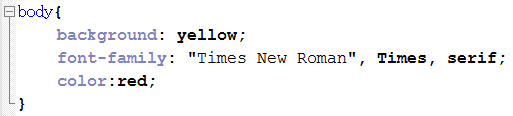 body{
background: yellow;
font-family: "Times New Roman", Times, serif;
color:red;
}